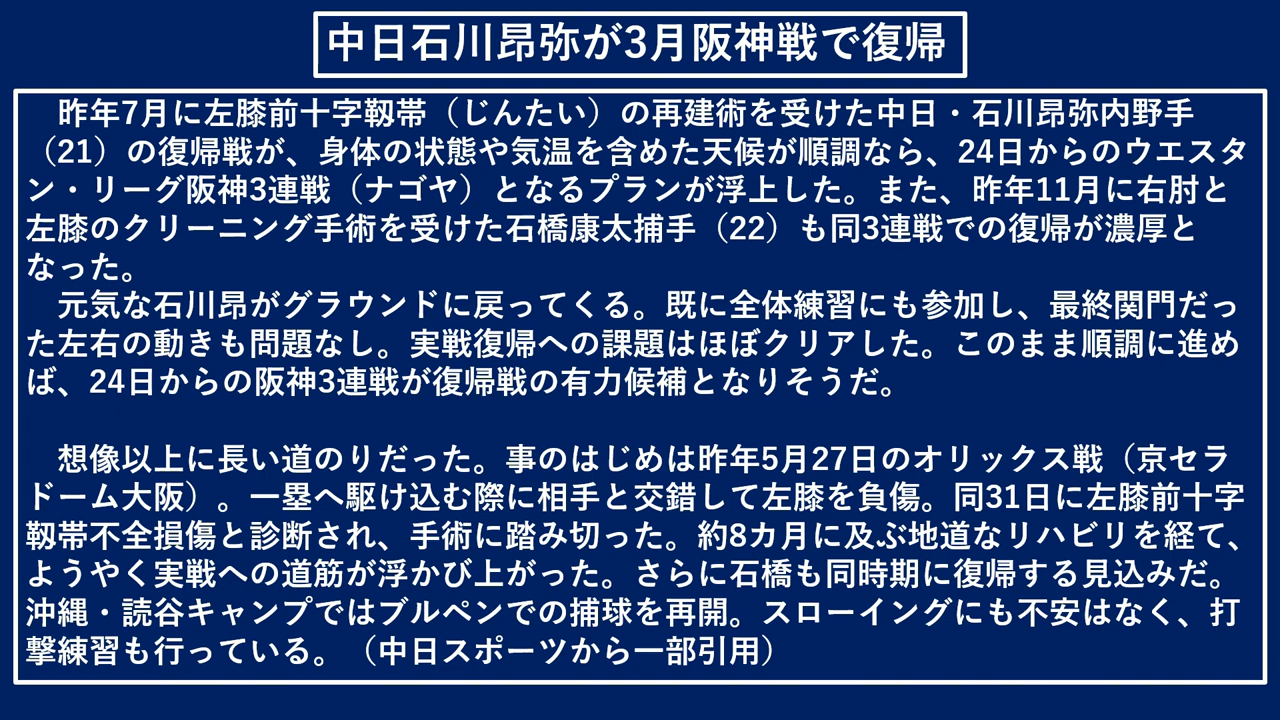 中日石川昂弥が3月阪神戦で復帰
昨年7月に左膝前十字靱帯（じんたい）の再建術を受けた中日・石川昂弥内野手
（21）の復帰戦が、身体の状態や気温を含めた天候が順調なら、24日からのウエスタ
ン・リーグ阪神3連戦（ナゴヤ）となるプランが浮上した。また、昨年11月に右肘と
左膝のクリーニング手術を受けた石橋康太捕手（22）も同3連戦での復帰が濃厚と
なった。
元気な石川昂がグラウンドに戻ってくる。既に全体練習にも参加し、最終関門だっ
た左右の動きも問題なし。実戦復帰への課題はほぼクリアした。このまま順調に進め
ば、24日からの阪神3連戦が復帰戦の有力候補となりそうだ。
想像以上に長い道のりだった。事のはじめは昨年5月27日のオリックス戦（京セラ
ドーム大阪）。一塁へ駆け込む際に相手と交錯して左膝を負傷。同31日に左膝前十字
靱帯不全損傷と診断され、手術に踏み切った。約8カ月に及ぶ地道なリハビリを経て、
ようやく実戦への道筋が浮かび上がった。さらに石橋も同時期に復帰する見込みだ。
沖縄・読谷キャンプではブルペンでの捕球を再開。スローイングにも不安はなく、打
撃練習も行っている。（中日スポーツから一部引用）